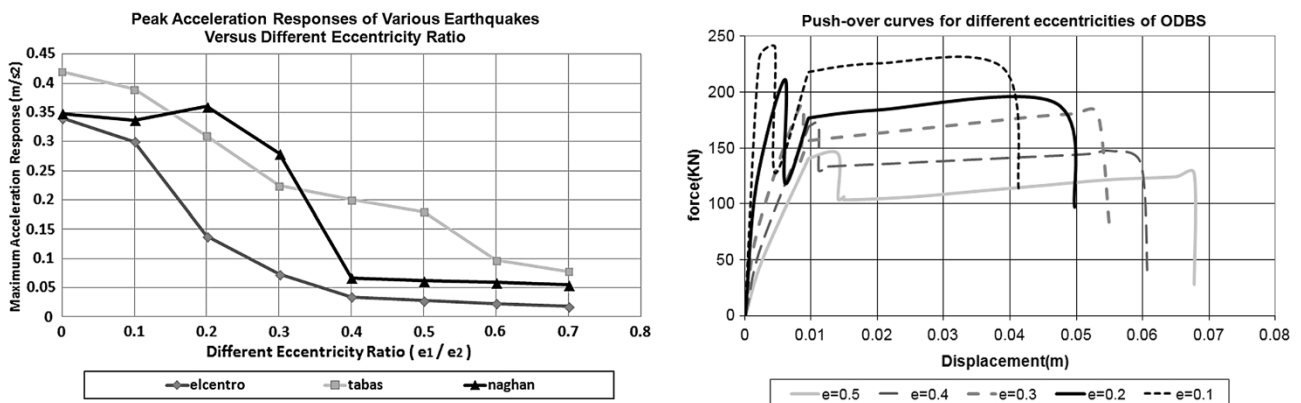 Peak Acceleration Responses of Various Earthquakes
Versus Different Eccentricity Ratio
Maximum Acceleration Response (m/s2)
0.45
0.4
0.35
0.3
0.25
0.2
0.15
0.1
0.05
0
0 0.1 0.2 0.3 0.4 0.5 0.6 0.7 0.8
Different Eccentricity Ratio ( e1 / e2 )
elcentro tabas naghan
Push-over curves for different eccentricities of ODBS
force(KN)
250
200
150
100
50
0
0 0.01 0.02 0.03 0.04 0.05 0.06 0.07 0.08
Displacement(m)
e=0.5 e=0.4 e=0.3 e=0.2 e=0.1